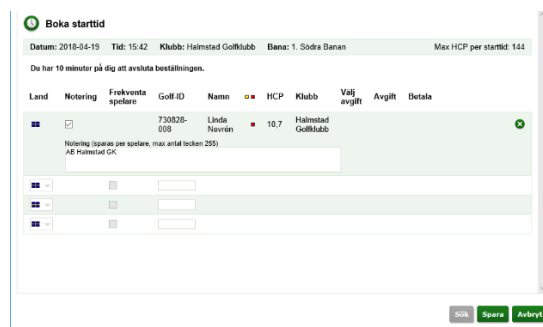 Boka starttid
Datum: 2018-04-19 Tid: 15:42 Klubb: Halmstad Golfklubb Bana: 1. Södra Banan Max HCP per starttid: 144
Du har 10 minuter på dig att avsluta beställningen.
Land Notering Frekventa spelare Golf-ID Namn HCP Klubb Välj avgift Avgift Betala
730828-008 Linda Novrén 10,7 Halmstad Golfklubb
Notering (sparas per spelare, max antal tecken 255)
AB Halmstad GK
Sök Spara Avbryt